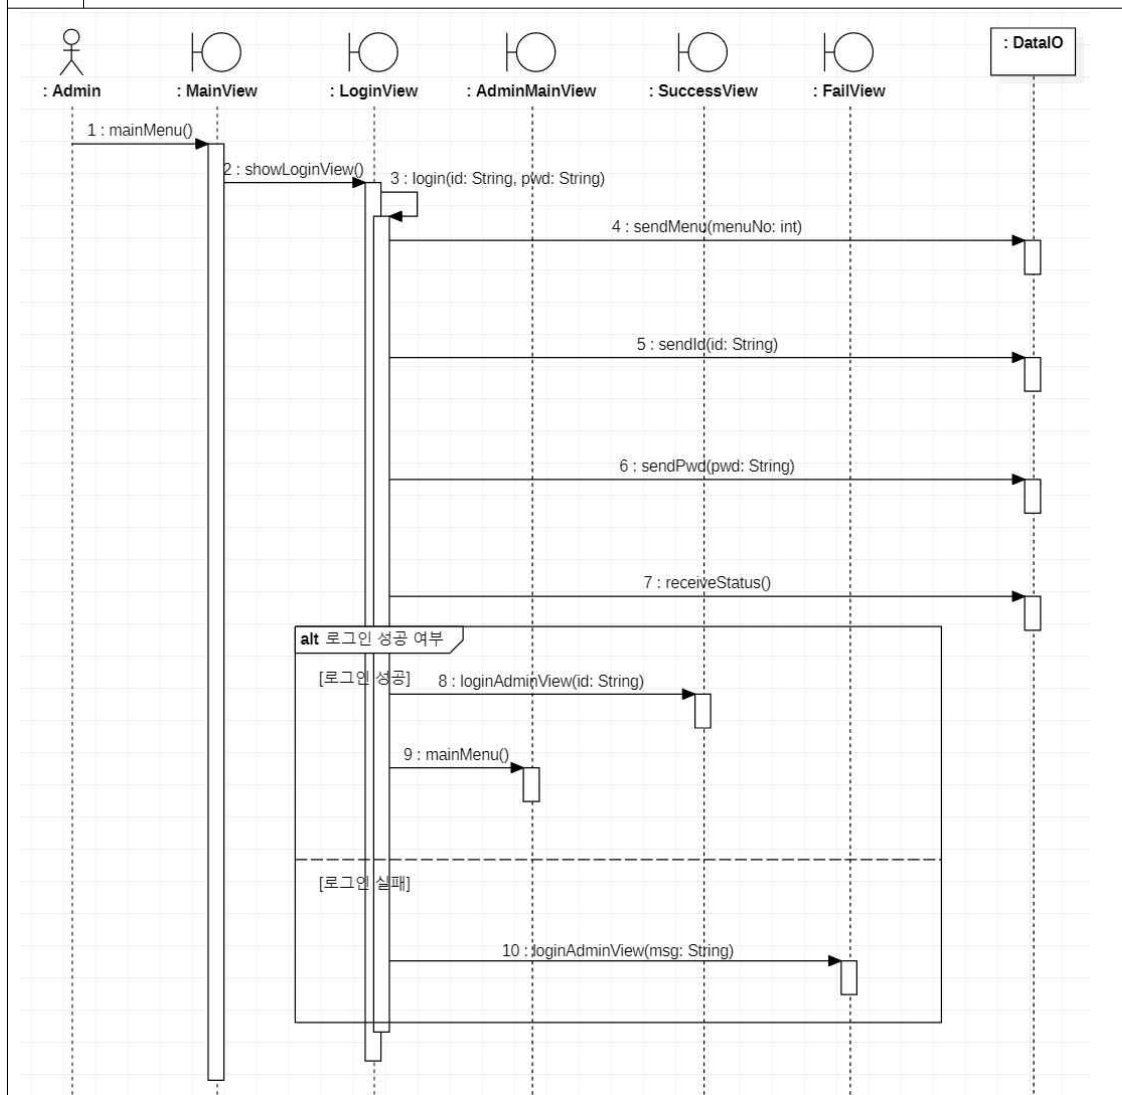 : Admin
: MainView
: LoginView
: AdminMainView
: SuccessView
: FailView
: DataIO
1 : mainMenu()
2 : showLoginView()
3 : login(id: String, pwd: String)
4 : sendMenu(menuNo: int)
5 : sendId(id: String)
6 : sendPwd(pwd: String)
7 : receiveStatus()
alt 로그인 성공 여부
[로그인 성공]
8 : loginAdminView(id: String)
9 : mainMenu()
[로그인 실패]
10 : loginAdminView(msg: String)